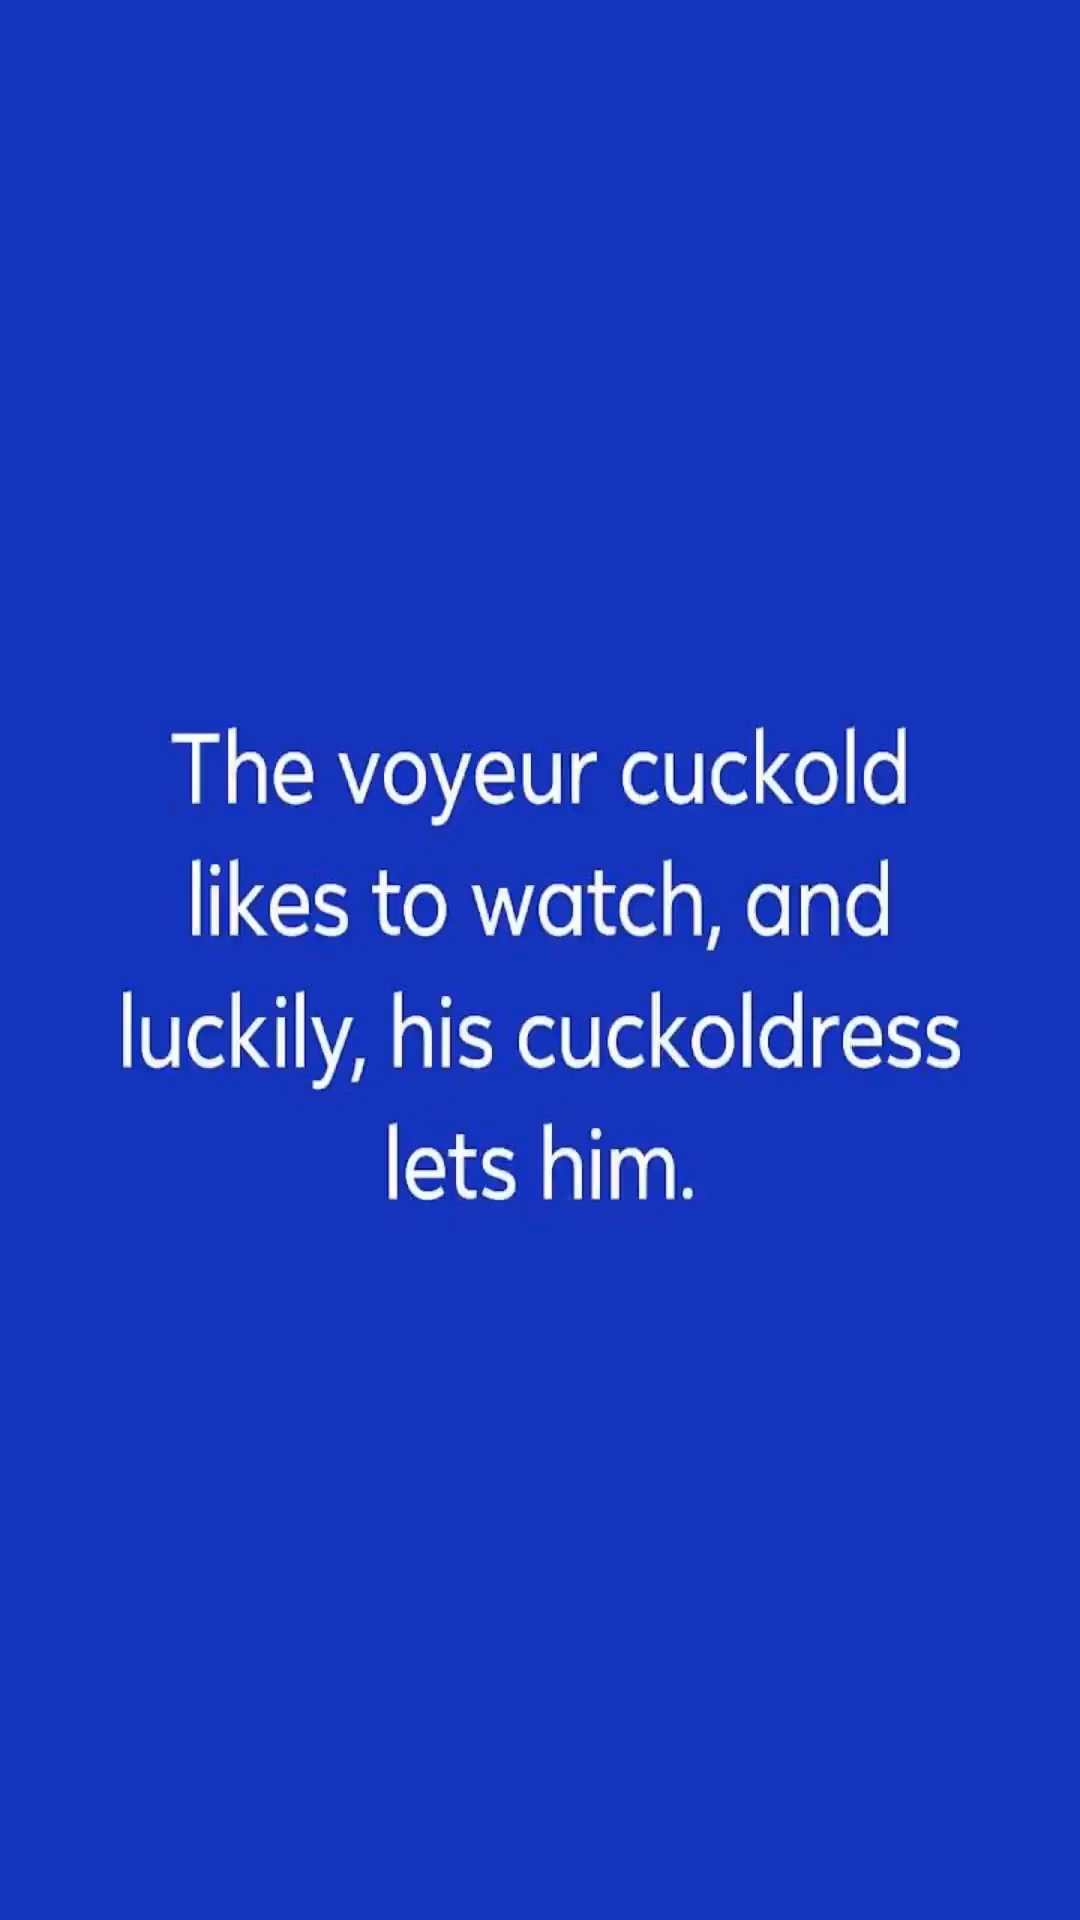 The voyeur cuckold
likes to watch, and
luckily, his cuckoldress
lets him.